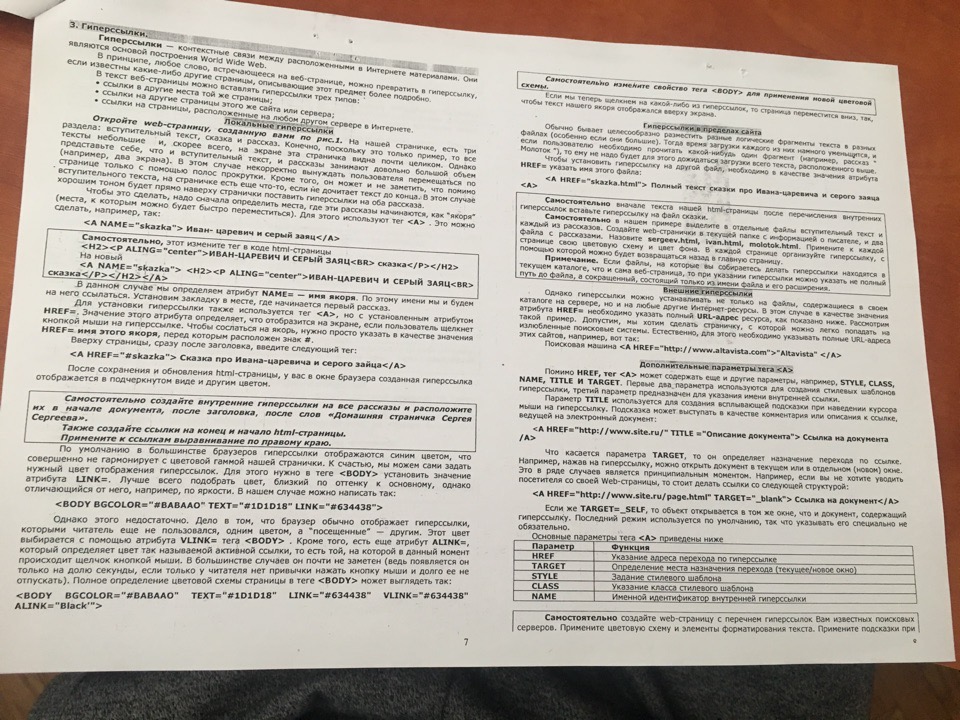 3. Гиперссылки.
Гиперссылки — контекстные связи между расположенными в Интернете материалами. Они
являются основой построения World Wide Web.
В принципе, любое слово, встречающееся на веб-странице, можно превратить в гиперссылку,
если известны какие-либо другие страницы, описывающие этот предмет более подробно.
В текст веб-страницы можно вставлять гиперссылки трех типов:
• ссылки в другие места той же страницы;
• ссылки на другие страницы этого же сайта или сервера;
• ссылки на страницы, расположенные на любом другом сервере в Интернете.
Локальные гиперссылки
Откройте web-страницу, созданную вами по рис.1. На нашей странице, есть три
раздела: вступительный текст, сказка и рассказ. Конечно, поскольку это только пример, то все
тексты небольшие и, скорее всего, на экране эта страничка видна почти целиком. Однако
представьте себе, что и вступительный текст, и рассказы занимают довольно большой объем
(например, два экрана). В этом случае некорректно вынуждать пользователя перемещаться по
странице только с помощью полос прокрутки. Кроме того, он может и не заметить, что помимо
вступительного текста, на страничке есть еще что-то, если не дочитает текст до конца. В этом случае
хорошим тоном будет прямо наверху странички поставить гиперссылки на оба рассказа.
Чтобы это сделать, надо сначала определить места, где эти рассказы начинаются, как "якоря"
(места, к которым можно будет быстро переместиться). Для этого используют тег <A> . Это можно
сделать, например, так:
<A NAME="skazka"> Иван- царевич и серый заяц</A>
Самостоятельно, этот измените тег в коде html-страницы
<H2><P ALING="center">ИВАН-ЦАРЕВИЧ И СЕРЫЙ ЗАЯЦ<BR> сказка</P></H2>
На новый
<A NAME="skazka"> <H2><P ALING="center">ИВАН-ЦАРЕВИЧ И СЕРЫЙ ЗАЯЦ<BR>
сказка</P></H2></A>
В данном случае мы определяем атрибут NAME= — имя якоря. По этому имени мы и будем
на него ссылаться. Установим закладку в месте, где начинается первый рассказ.
Для установки гиперссылки также используется тег <A>, но с установленным атрибутом
HREF=. Значение этого атрибута определяет, что отобразится на экране, если пользователь щелкнет
кнопкой мыши на гиперссылке. Чтобы сослаться на якорь, нужно просто указать в качестве значения
HREF= имя этого якоря, перед которым расположен знак #.
Вверху страницы, сразу после заголовка, введите следующий тег:
<A HREF="#skazka"> Сказка про Ивана-царевича и серого зайца</A>
После сохранения и обновления html-страницы, у вас в окне браузера созданная гиперссылка
отображается в подчеркнутом виде и другим цветом.
Самостоятельно создайте внутренние гиперссылки на все рассказы и расположите
их в начале документа, после заголовка, после слов «Домашняя страничка Сергея
Сергеева».
Также создайте ссылки на конец и начало html-страницы.
Примените к ссылкам выравнивание по правому краю.
По умолчанию в большинстве браузеров гиперссылки отображаются синим цветом, что
совершенно не гармонирует с цветовой гаммой нашей странички. К счастью, мы можем сами задать
нужный цвет отображения гиперссылок. Для этого нужно в теге <BODY> установить значение
атрибута LINK=. Лучше всего подобрать цвет, близкий по оттенку к основному, однако
отличающийся от него, например, по яркости. В нашем случае можно написать так:
<BODY BGCOLOR="#BABAAO" TEXT="#1D1D18" LINK="#634438">
Однако этого недостаточно. Дело в том, что браузер обычно отображает гиперссылки,
которыми читатель еще не пользовался, одним цветом, а "посещенные" — другим. Этот цвет
выбирается с помощью атрибута VLINK= тега <BODY> . Кроме того, есть еще атрибут ALINK=,
который определяет цвет так называемой активной ссылки, то есть той, на которой в данный момент
происходит щелчок кнопкой мыши. В большинстве случаев он почти не заметен (ведь появляется он
только на долю секунды, если только у читателя нет привычки нажать кнопку мыши и долго ее не
отпускать). Полное определение цветовой схемы страницы в теге <BODY> может выглядеть так:
<BODY BGCOLOR="#BABAAO" TEXT="#1D1D18" LINK="#634438" VLINK="#634438"
ALINK="Black'">
7
Самостоятельно измените свойство тега <BODY> для применения новой цветовой
схемы.
Если мы теперь щелкнем на какой-либо из гиперссылок, то страница переместится вниз, так,
чтобы текст нашего якоря отображался вверху экрана.
Гиперссылки в пределах сайта
Обычно бывает целесообразно разместить разные логические фрагменты текста в разных
файлах (особенно если они большие). Тогда время загрузки каждого из них намного уменьшится, и
если пользователю необходимо прочитать какой-нибудь один фрагмент (например, рассказ "
Молоток "), то ему не надо будет для этого дожидаться загрузки всего текста, расположенного выше.
Чтобы установить гиперссылку на другой файл, необходимо в качестве значения атрибута
HREF= указать имя этого файла:
<A HREF="skazka.html"> Полный текст сказки про Ивана-царевича и серого зайца
<A>
Самостоятельно вначале текста нашей html-страницы после перечисления внутренних
гиперссылок вставьте гиперссылку на файл сказки.
Самостоятельно в нашем примере выделите в отдельные файлы вступительный текст и
каждый из рассказов. Создайте web-странички в текущей папке с информацией о писателе, и два
файла с рассказами. Назовите sergeev.html, ivan.html, molotok.html. Примените к каждой
странице свою цветовую схему и цвет фона. В каждой странице организуйте гиперссылку, с
помощью которой можно будет возвращаться назад в главную страницу.
Примечание. Если файлы, на которые вы собираетесь делать гиперссылки находятся в
текущем каталоге, что и сама веб-страница, то при указании гиперссылки можно указать не полный
путь до файла, а сокращенный, состоящий только из имени файла и его расширения.
Внешние гиперссылки
Однако гиперссылки можно устанавливать не только на файлы, содержащиеся в своем
каталоге на сервере, но и на любые другие Интернет-ресурсы. В этом случае в качестве значения
атрибута HREF= необходимо указать полный URL-адрес ресурса, как показано ниже. Рассмотрим
такой пример. Допустим, мы хотим сделать страничку, с которой можно легко попадать на
излюбленные поисковые системы. Естественно, для этого необходимо указать полные URL-адреса
этих сайтов, например, вот так:
Поисковая машина <A HREF="http://www.altavista.com">"Altavista" </A>
Дополнительные параметры тега <A>
Помимо HREF, тег <A> может содержать еще и другие параметры, например, STYLE, CLASS,
NAME, TITLE И TARGET. Первые два параметра используются для создания стилевых шаблонов
гиперссылки, третий параметр предназначен для указания имени внутренней ссылки.
Параметр TITLE используется для создания всплывающей подсказки при наведении курсора
мыши на гиперссылку. Подсказка может выступать в качестве комментария или описания к ссылке,
ведущей на электронный документ:
<A HREF="http://www.site.ru/" TITLE ="Описание документа"> Ссылка на документа
/A>
Что касается параметра TARGET, то он определяет назначение перехода по ссылке.
Например, нажав на гиперссылку, можно открыть документ в текущем или в отдельном (новом) окне.
Это в ряде случаев является принципиальным моментом. Например, если вы не хотите уводить
посетителя со своей Web-страницы, то стоит делать ссылки со следующей структурой:
<A HREF="http://www.site.ru/page.html" TARGET="_blank"> Ссылка на документ</A>
Если же TARGET=_SELF, то объект открывается в том же окне, что и документ, содержащий
гиперссылку. Последний режим используется по умолчанию, так что указывать его специально не
обязательно.
Основные параметры тега <A> приведены ниже
Параметр Функция
HREF Указание адреса перехода по гиперссылке
TARGET Определение места назначения перехода (текущее/новое окно)
STYLE Задание стилевого шаблона
CLASS Указание класса стилевого шаблона
NAME Именной идентификатор внутренней гиперссылки
Самостоятельно создайте web-страницу с перечнем гиперссылок Вам известных поисковых
серверов. Примените цветовую схему и элементы форматирования текста. Примените подсказки при